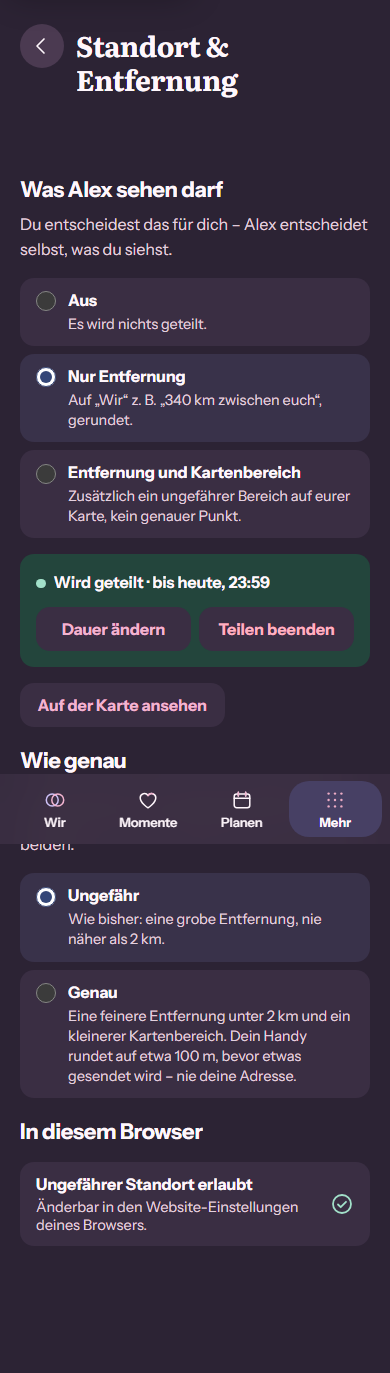 Standort &
Entfernung
Was Alex sehen darf
Du entscheidest das für dich – Alex entscheidet
selbst, was du siehst.
Aus
Es wird nichts geteilt.
Nur Entfernung
Auf „Wir“ z. B. „340 km zwischen euch“,
gerundet.
Entfernung und Kartenbereich
Zusätzlich ein ungefährer Bereich auf eurer
Karte, kein genauer Punkt.
Wird geteilt · bis heute, 23:59
Dauer ändern
Teilen beenden
Auf der Karte ansehen
Wie genau
Wir
Momente
Planen
Mehr
beiden.
Ungefähr
Wie bisher: eine grobe Entfernung, nie
näher als 2 km.
Genau
Eine feinere Entfernung unter 2 km und ein
kleinerer Kartenbereich. Dein Handy
rundet auf etwa 100 m, bevor etwas
gesendet wird – nie deine Adresse.
In diesem Browser
Ungefährer Standort erlaubt
Änderbar in den Website-Einstellungen
deines Browsers.